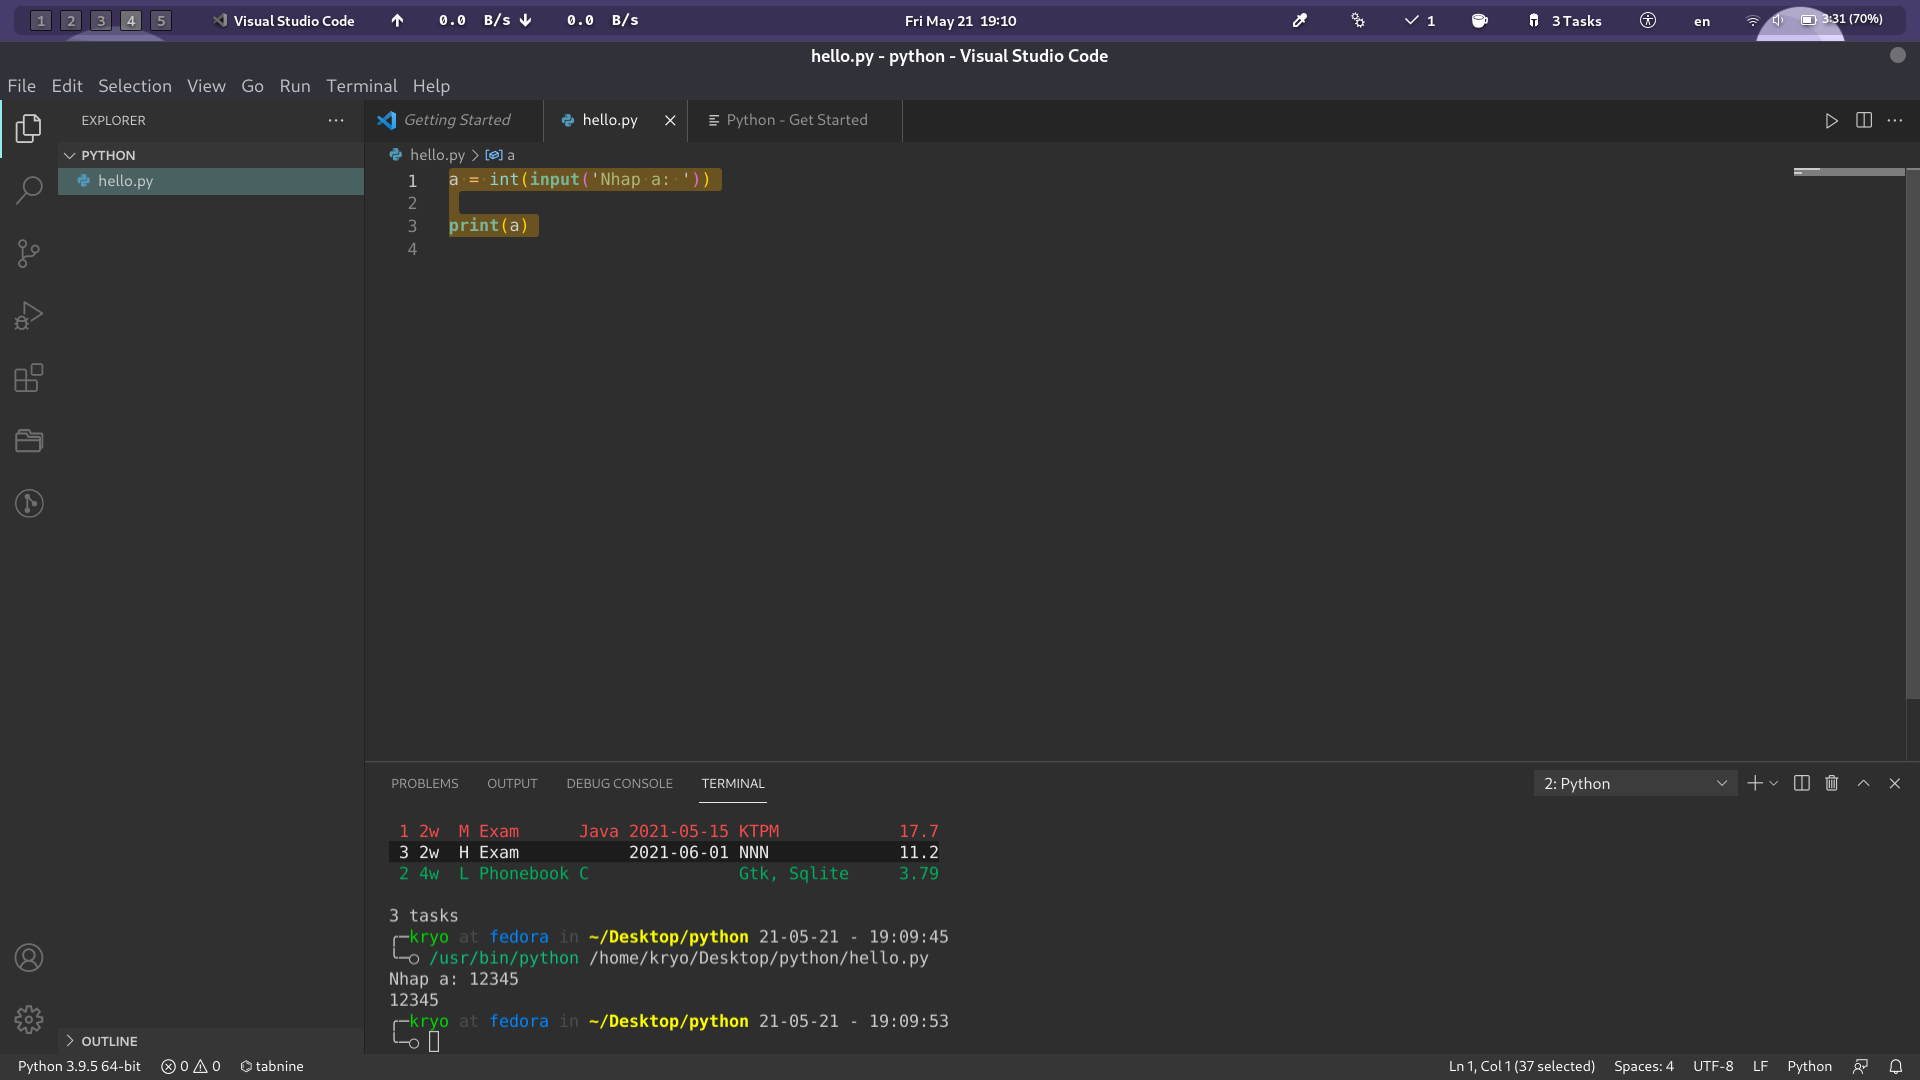 1 2 3 4 5 Visual Studio Code 0.0 B/s 0.0 B/s Fri May 21 19:10 1 3 Tasks en 3:31 (70%)
hello.py - python - Visual Studio Code
File Edit Selection View Go Run Terminal Help
EXPLORER ··· Getting Started hello.py Python - Get Started ···
PYTHON hello.py > a
hello.py
1 a = int(input('Nhap a: '))
2
3 print(a)
4
PROBLEMS OUTPUT DEBUG CONSOLE TERMINAL 2: Python
1 2w M Exam Java 2021-05-15 KTPM 17.7
3 2w H Exam 2021-06-01 NNN 11.2
2 4w L Phonebook C Gtk, Sqlite 3.79
3 tasks
╭─kryo at fedora in ~/Desktop/python 21-05-21 - 19:09:45
╰─○ /usr/bin/python /home/kryo/Desktop/python/hello.py
Nhap a: 12345
12345
╭─kryo at fedora in ~/Desktop/python 21-05-21 - 19:09:53
╰─○
OUTLINE
Python 3.9.5 64-bit 0 0 tabnine Ln 1, Col 1 (37 selected) Spaces: 4 UTF-8 LF Python